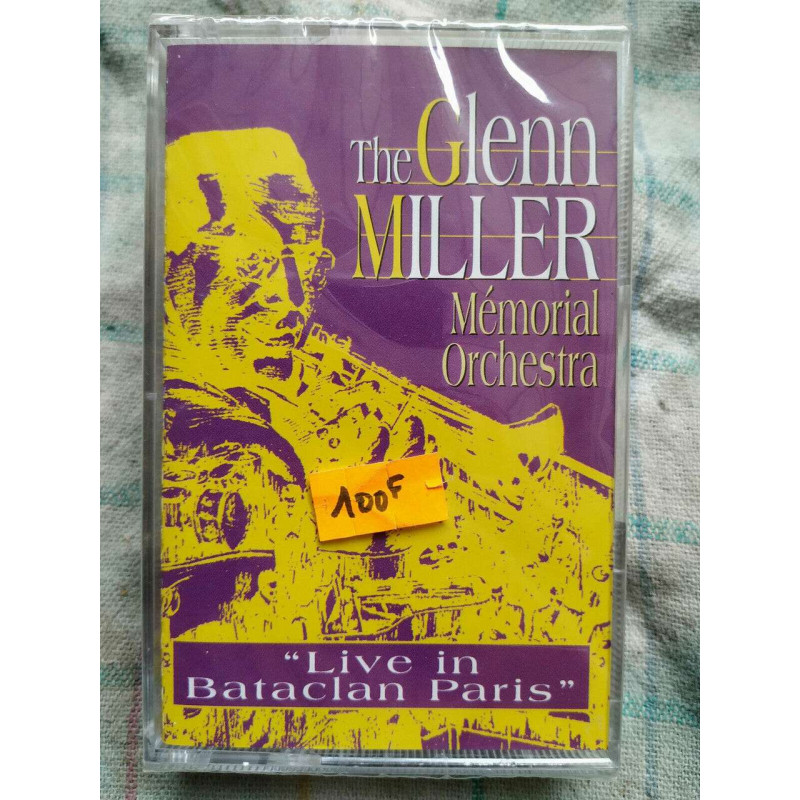 The Glenn
MILLER
Mémorial
Orchestra
100F
"Live in
Bataclan Paris"